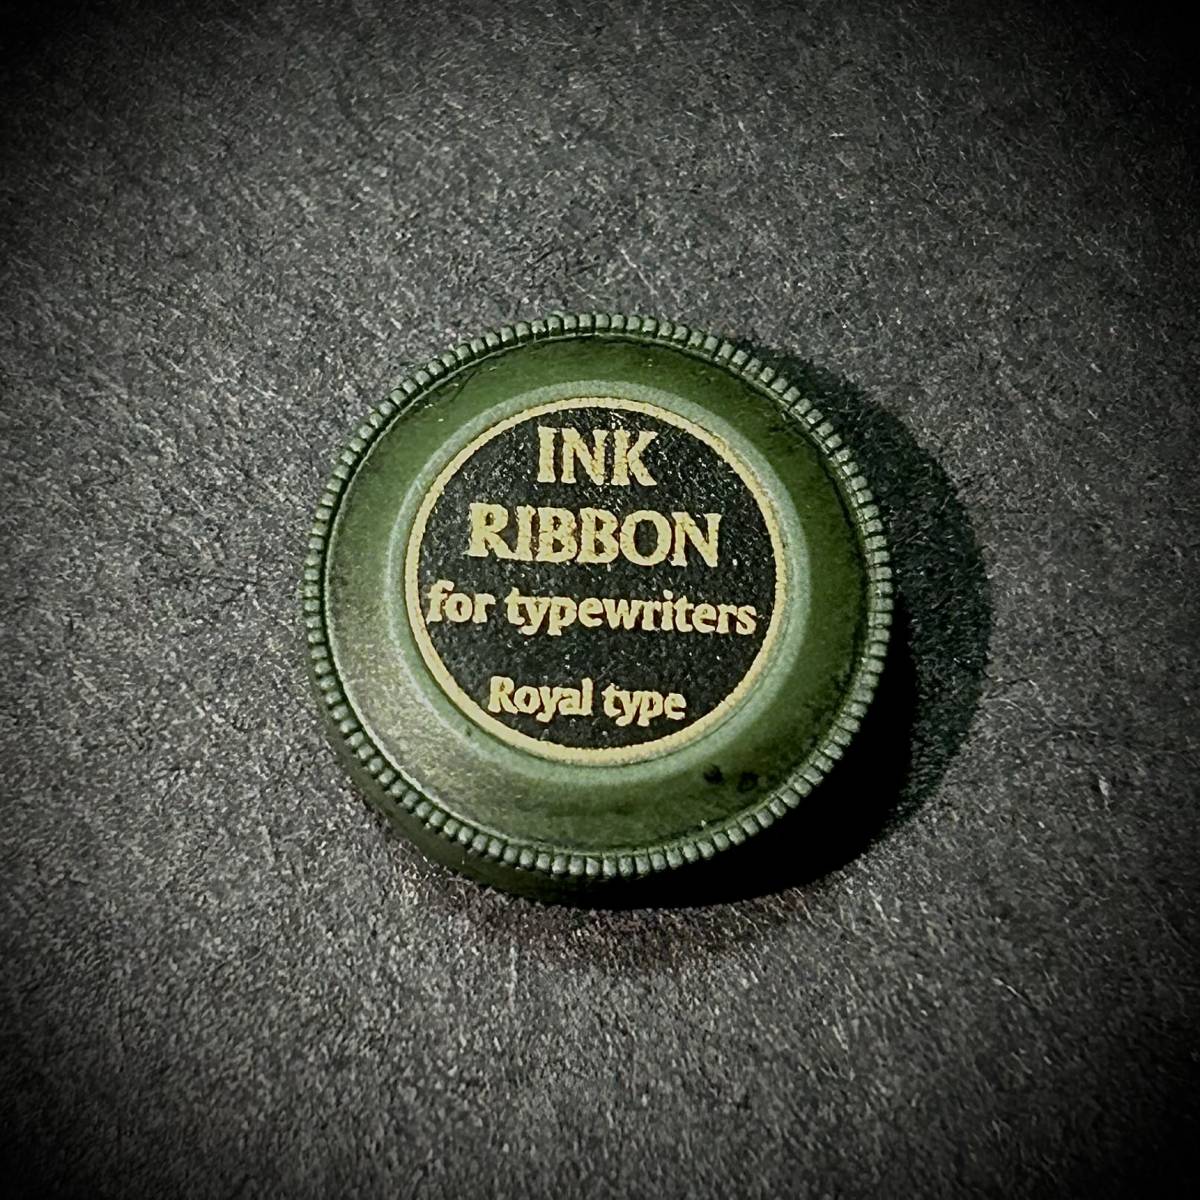 INK
RIBBON
for typewriters
Royal type